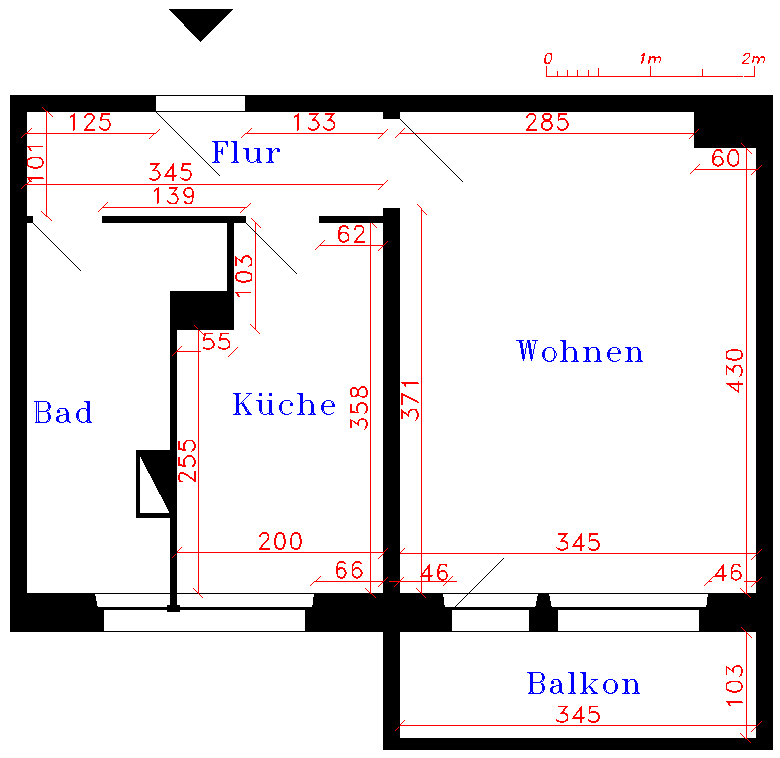 0 1m 2m
125 133 285
101 Flur 60
345
139
62
103
55
Wohnen
430
Bad Küche 358 371
255
200 345
66 46 46
Balkon 103
345